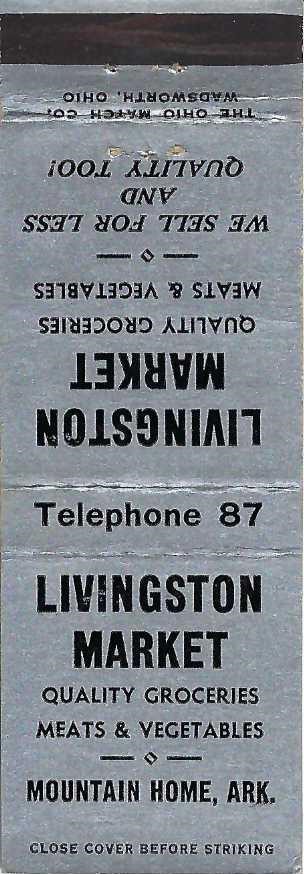 THE OHIO MATCH CO.,
WADSWORTH, OHIO
WE SELL FOR LESS
AND
QUALITY TOO!
LIVINGSTON
MARKET
QUALITY GROCERIES
MEATS & VEGETABLES
Telephone 87
LIVINGSTON
MARKET
QUALITY GROCERIES
MEATS & VEGETABLES
MOUNTAIN HOME, ARK.
CLOSE COVER BEFORE STRIKING